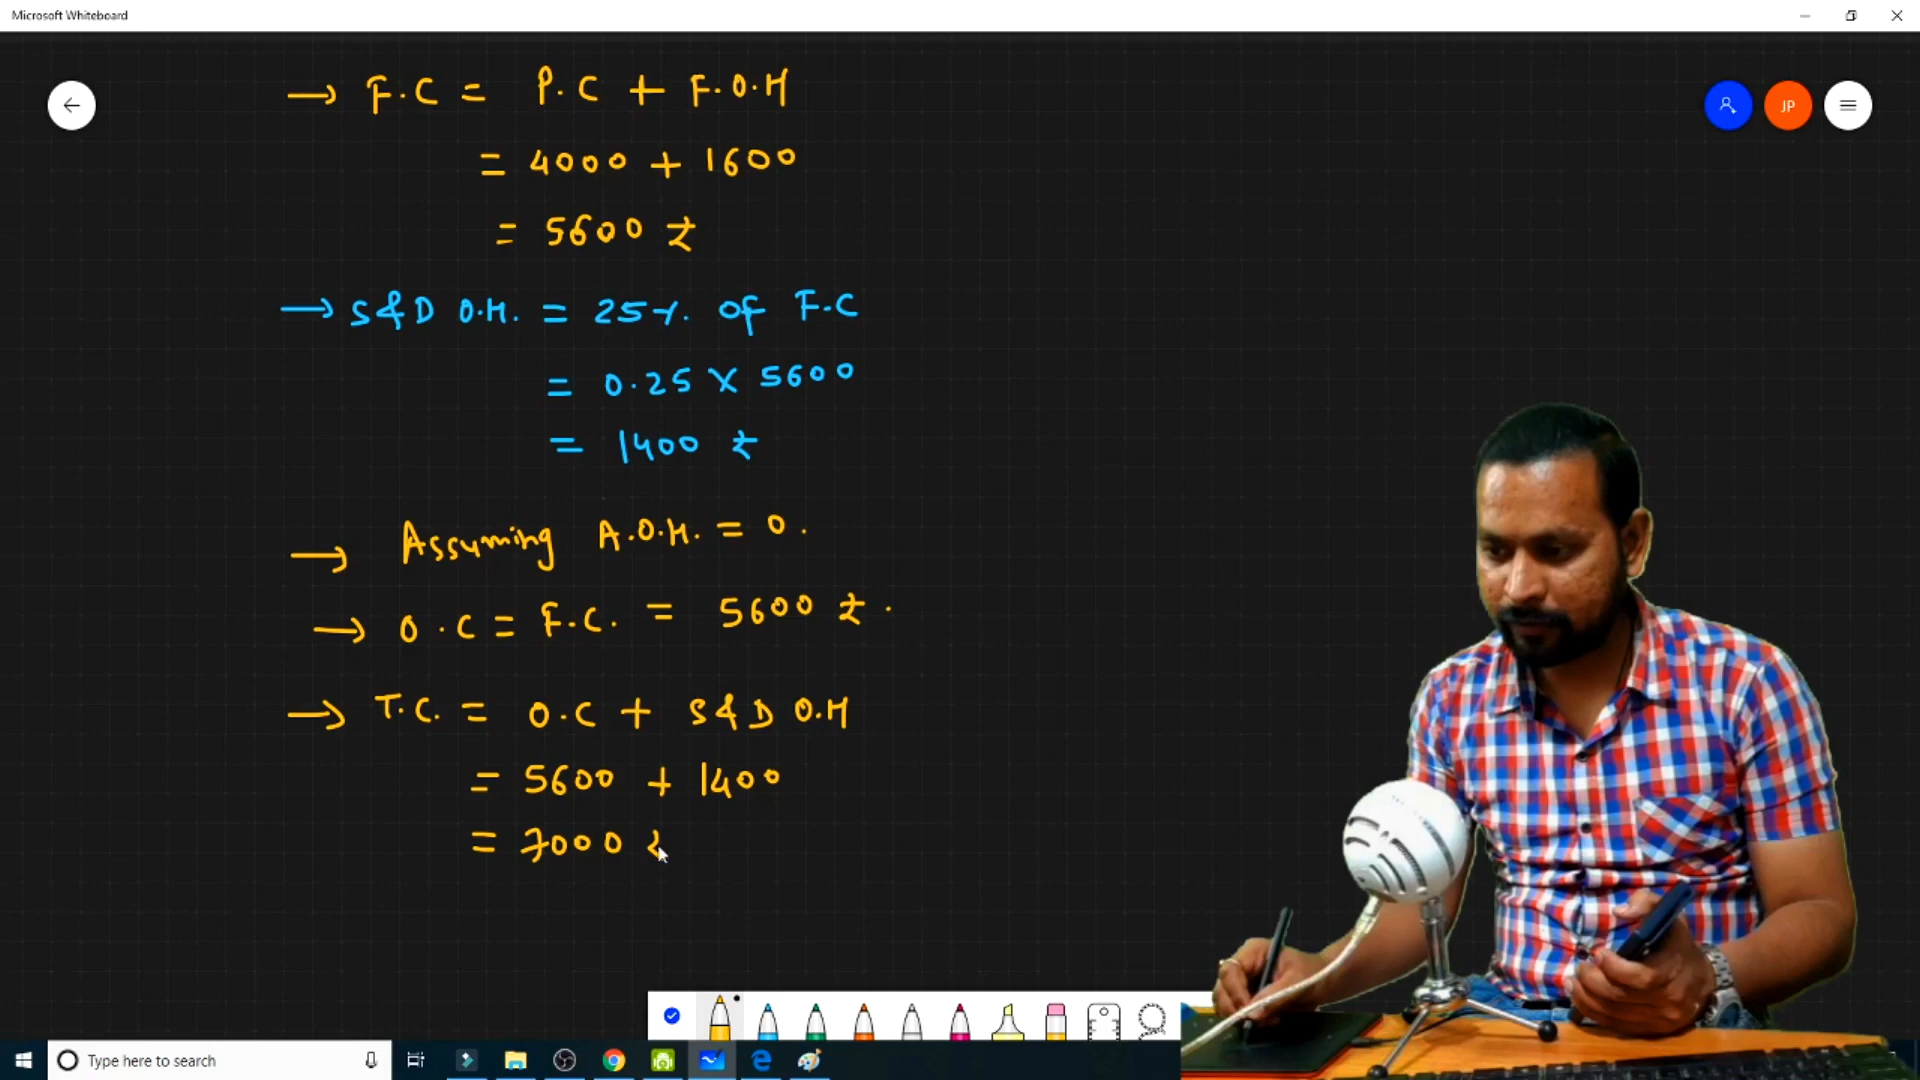 Microsoft Whiteboard
→ F.C = P.C + F.O.H
= 4000 + 1600
= 5600 ₹
JP
→ S&D O.H. = 25%. of F.C
= 0.25 X 5600
= 1400 ₹
→ Assuming A.O.H. = 0.
→ O.C = F.C. = 5600 ₹.
→ T.C. = O.C + S&D O.H
= 5600 + 1400
= 7000 ₹
Type here to search